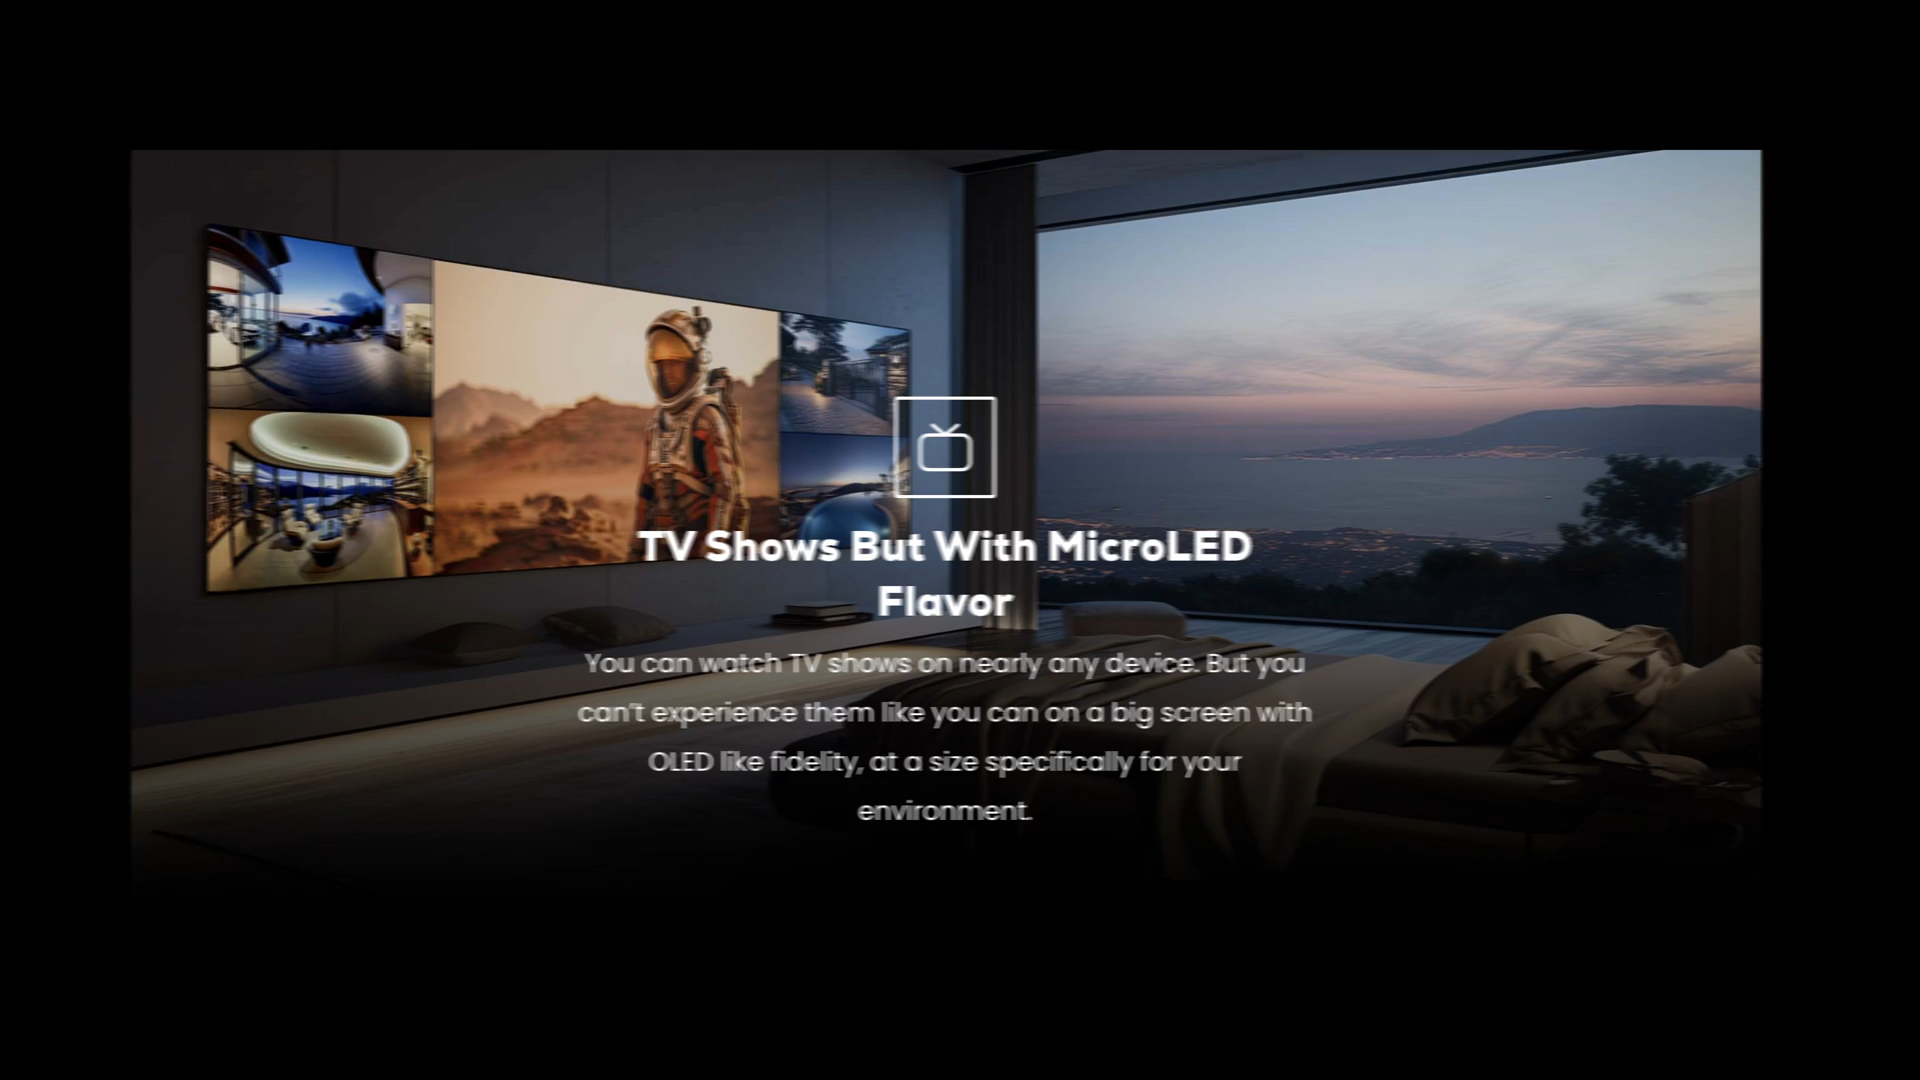 TV Shows But With MicroLED
Flavor
You can watch TV shows on nearly any device. But you
can't experience them like you can on a big screen with
OLED like fidelity, at a size specifically for your
environment.